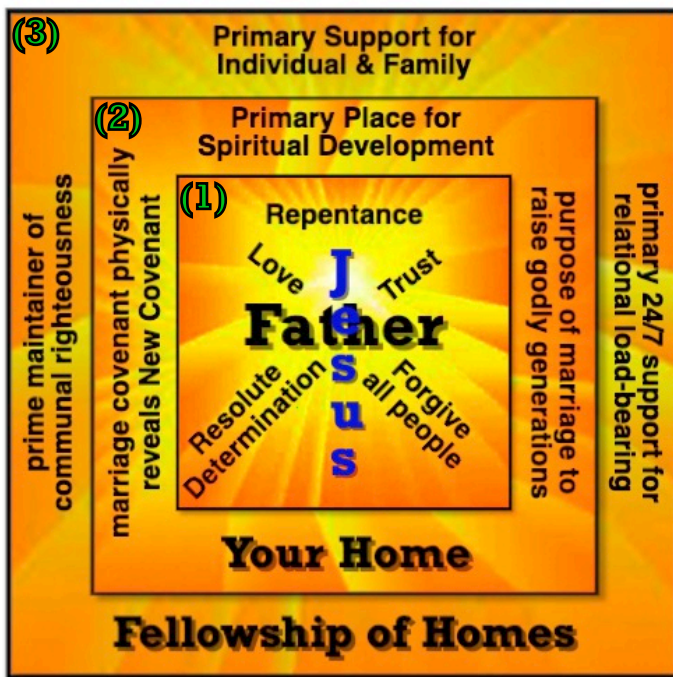 (3)
Primary Support for
Individual & Family
(2)
Primary Place for
Spiritual Development
(1)
Repentance
Love
Trust
Jesus
Father
Resolute
Determination
Forgive
all people
prime maintainer of
communal righteousness
marriage covenant physically
reveals New Covenant
purpose of marriage to
raise godly generations
primary 24/7 support for
relational load-bearing
Your Home
Fellowship of Homes